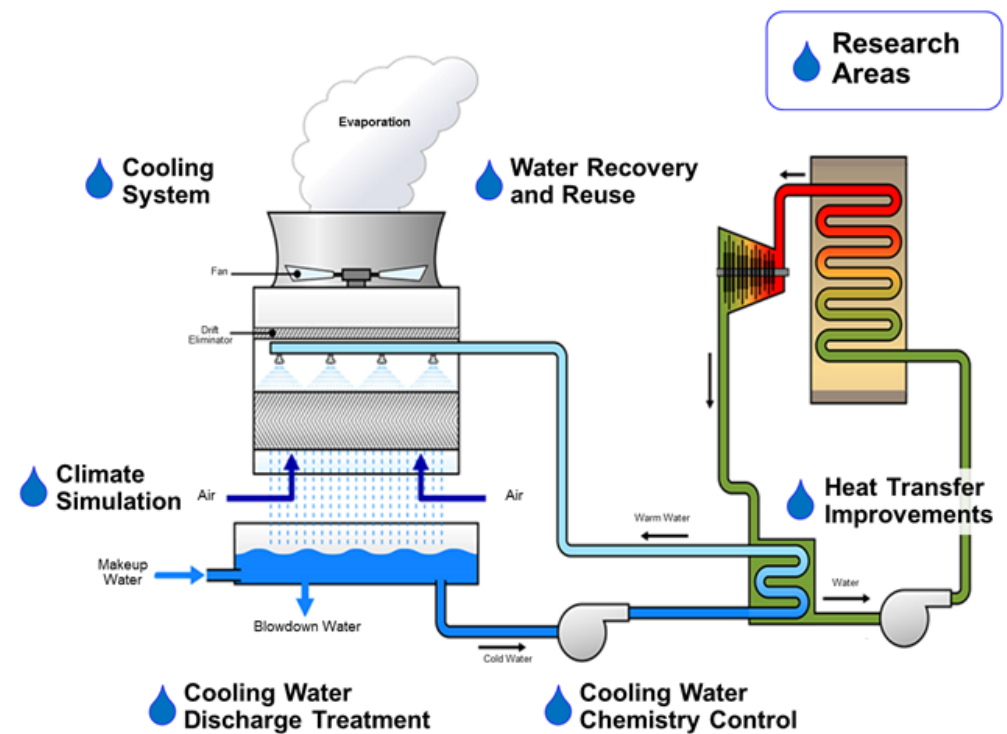 Research
Areas
Evaporation
Cooling
System
Water Recovery
and Reuse
Fan
Drift
Eliminator
Climate
Simulation
Air
Air
Heat Transfer
Improvements
Warm Water
Makeup
Water
Water
Blowdown Water
Cold Water
Cooling Water
Discharge Treatment
Cooling Water
Chemistry Control